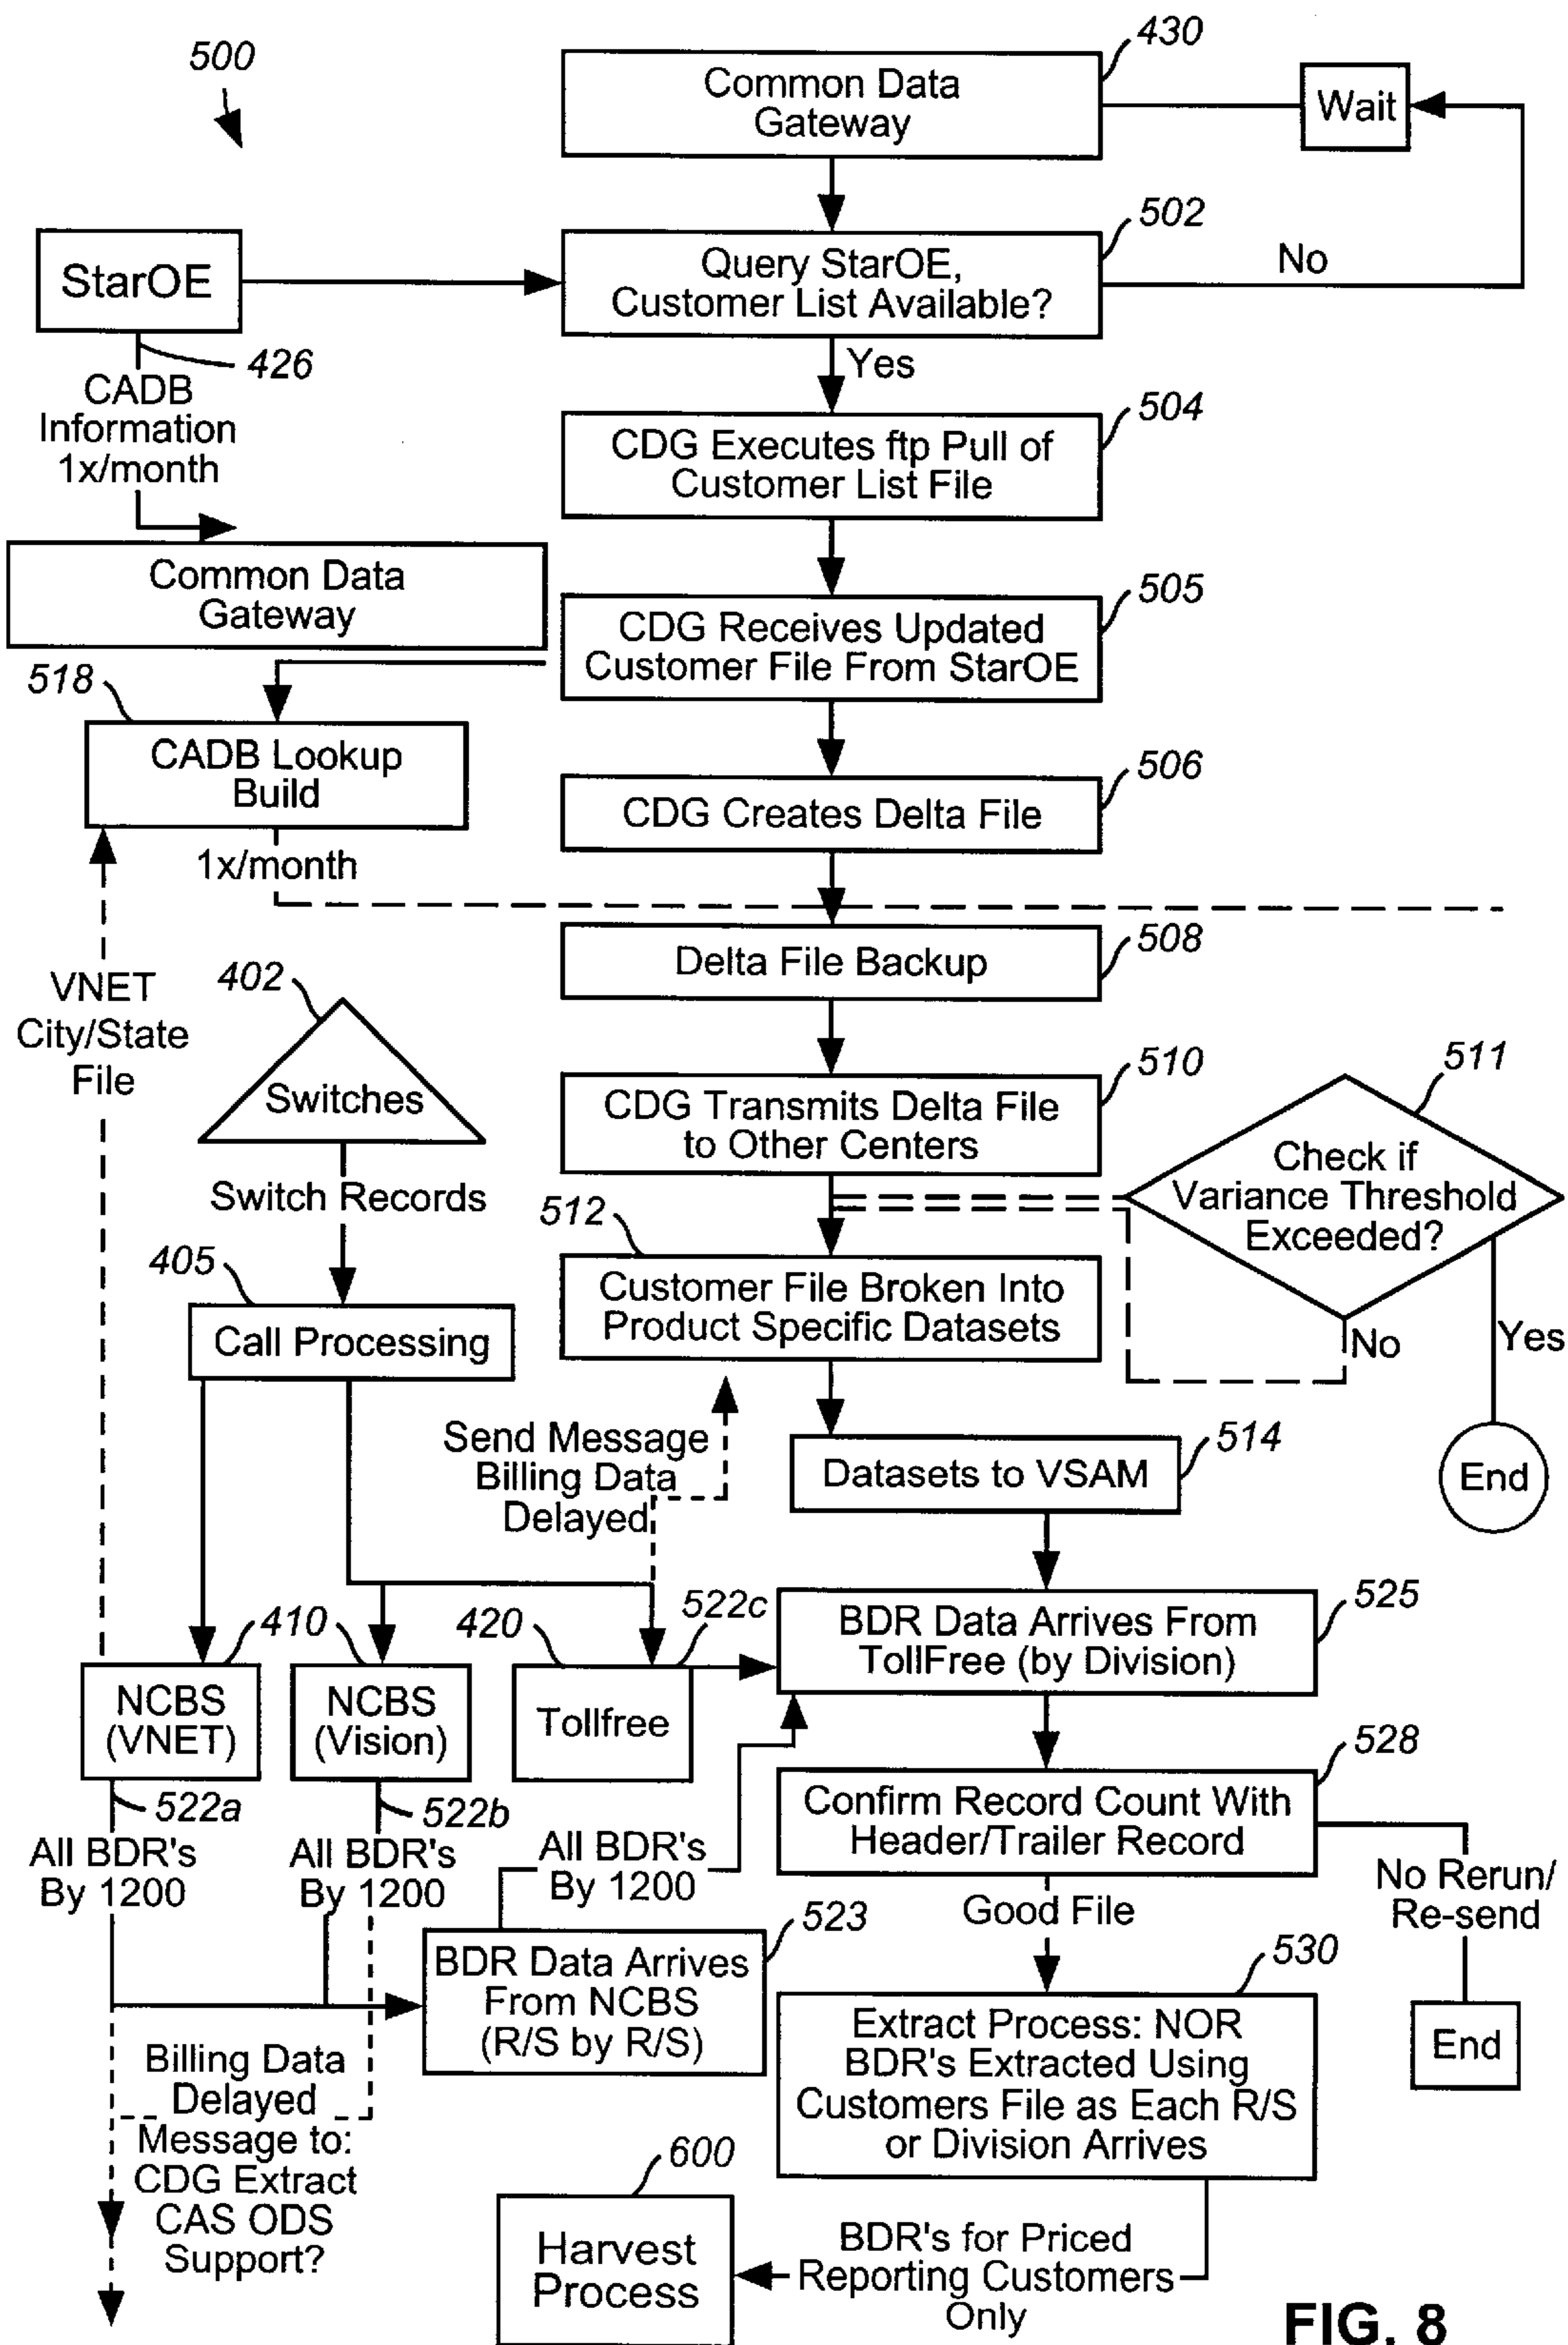 500
430
Common Data
Gateway
Wait
502
StarOE
Query StarOE,
Customer List Available?
No
426
Yes
CADB
Information
1x/month
504
CDG Executes ftp Pull of
Customer List File
Common Data
Gateway
505
CDG Receives Updated
Customer File From StarOE
518
CADB Lookup
Build
506
CDG Creates Delta File
1x/month
508
Delta File Backup
VNET
City/State
File
402
Switches
510
CDG Transmits Delta File
to Other Centers
511
Check if
Variance Threshold
Exceeded?
Switch Records
512
Customer File Broken Into
Product Specific Datasets
No
Yes
405
Call Processing
Send Message
Billing Data
Delayed
514
Datasets to VSAM
End
410
420
522c
525
BDR Data Arrives From
TollFree (by Division)
NCBS
(VNET)
NCBS
(Vision)
Tollfree
522a
522b
528
Confirm Record Count With
Header/Trailer Record
All BDR's
By 1200
All BDR's
By 1200
All BDR's
By 1200
Good File
No Rerun/
Re-send
523
BDR Data Arrives
From NCBS
(R/S by R/S)
530
Extract Process: NOR
BDR's Extracted Using
Customers File as Each R/S
or Division Arrives
End
Billing Data
Delayed
Message to:
CDG Extract
CAS ODS
Support?
600
Harvest
Process
BDR's for Priced
Reporting Customers
Only
FIG. 8